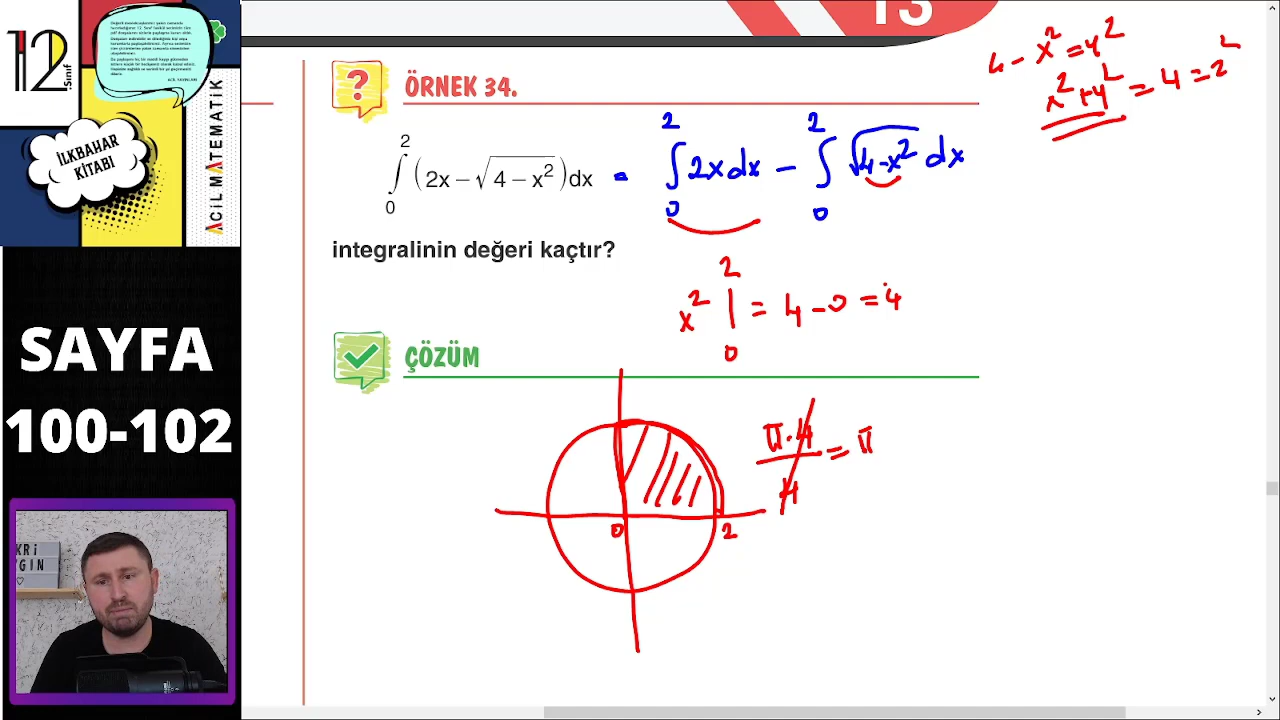 12
.Sınıf
ACİL MATEMATİK
İLKBAHAR
KİTABI
SAYFA
100-102
13
ÖRNEK 34.
∫₀² (2x − √(4 − x²)) dx = ∫₀² 2x dx − ∫₀² √(4 − x²) dx
integralinin değeri kaçtır?
x² |₀² = 4 − 0 = 4
4 − x² = y²
x² + y² = 4 = 2²
ÇÖZÜM
π·4/4 = π
0 2